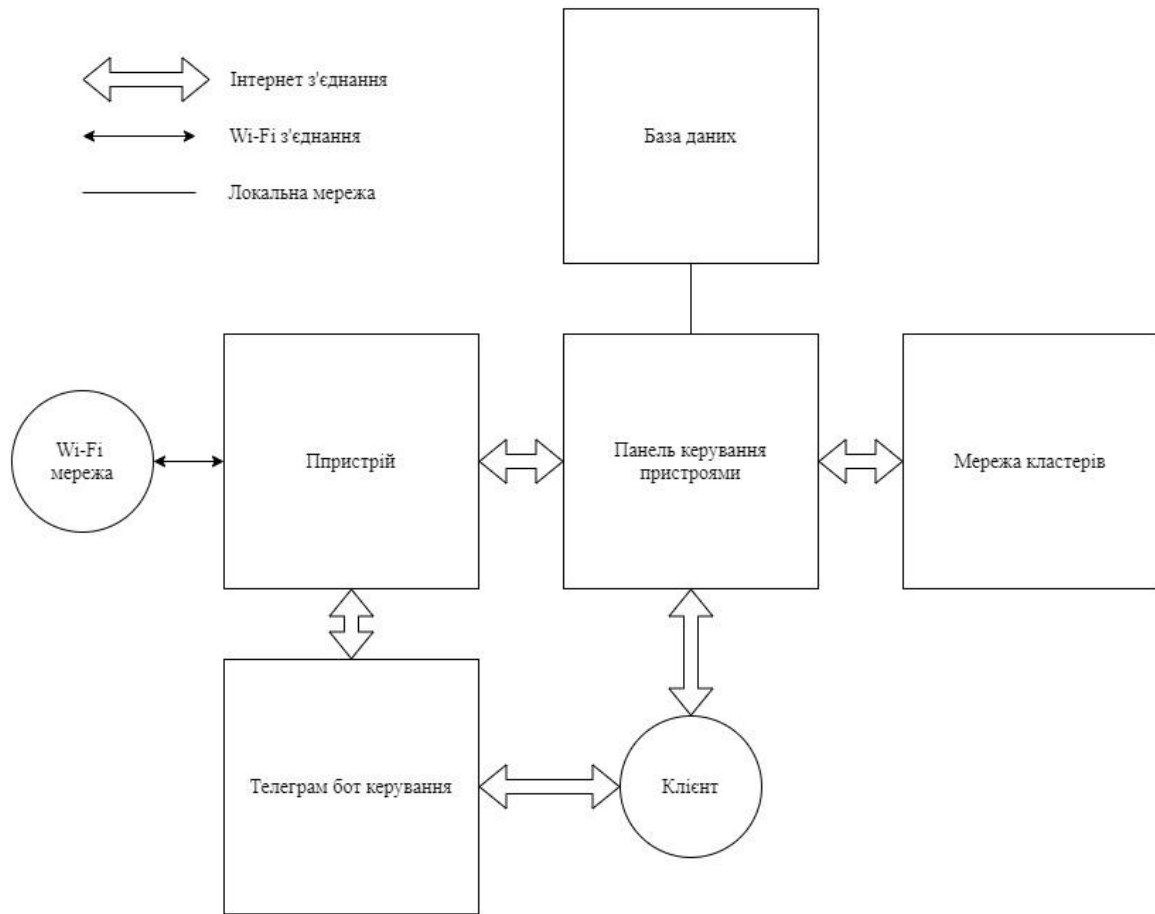 Інтернет з'єднання
Wi-Fi з'єднання
Локальна мережа
База даних
Wi-Fi
мережа
Ппристрій
Панель керування
пристроями
Мережа кластерів
Телеграм бот керування
Клієнт